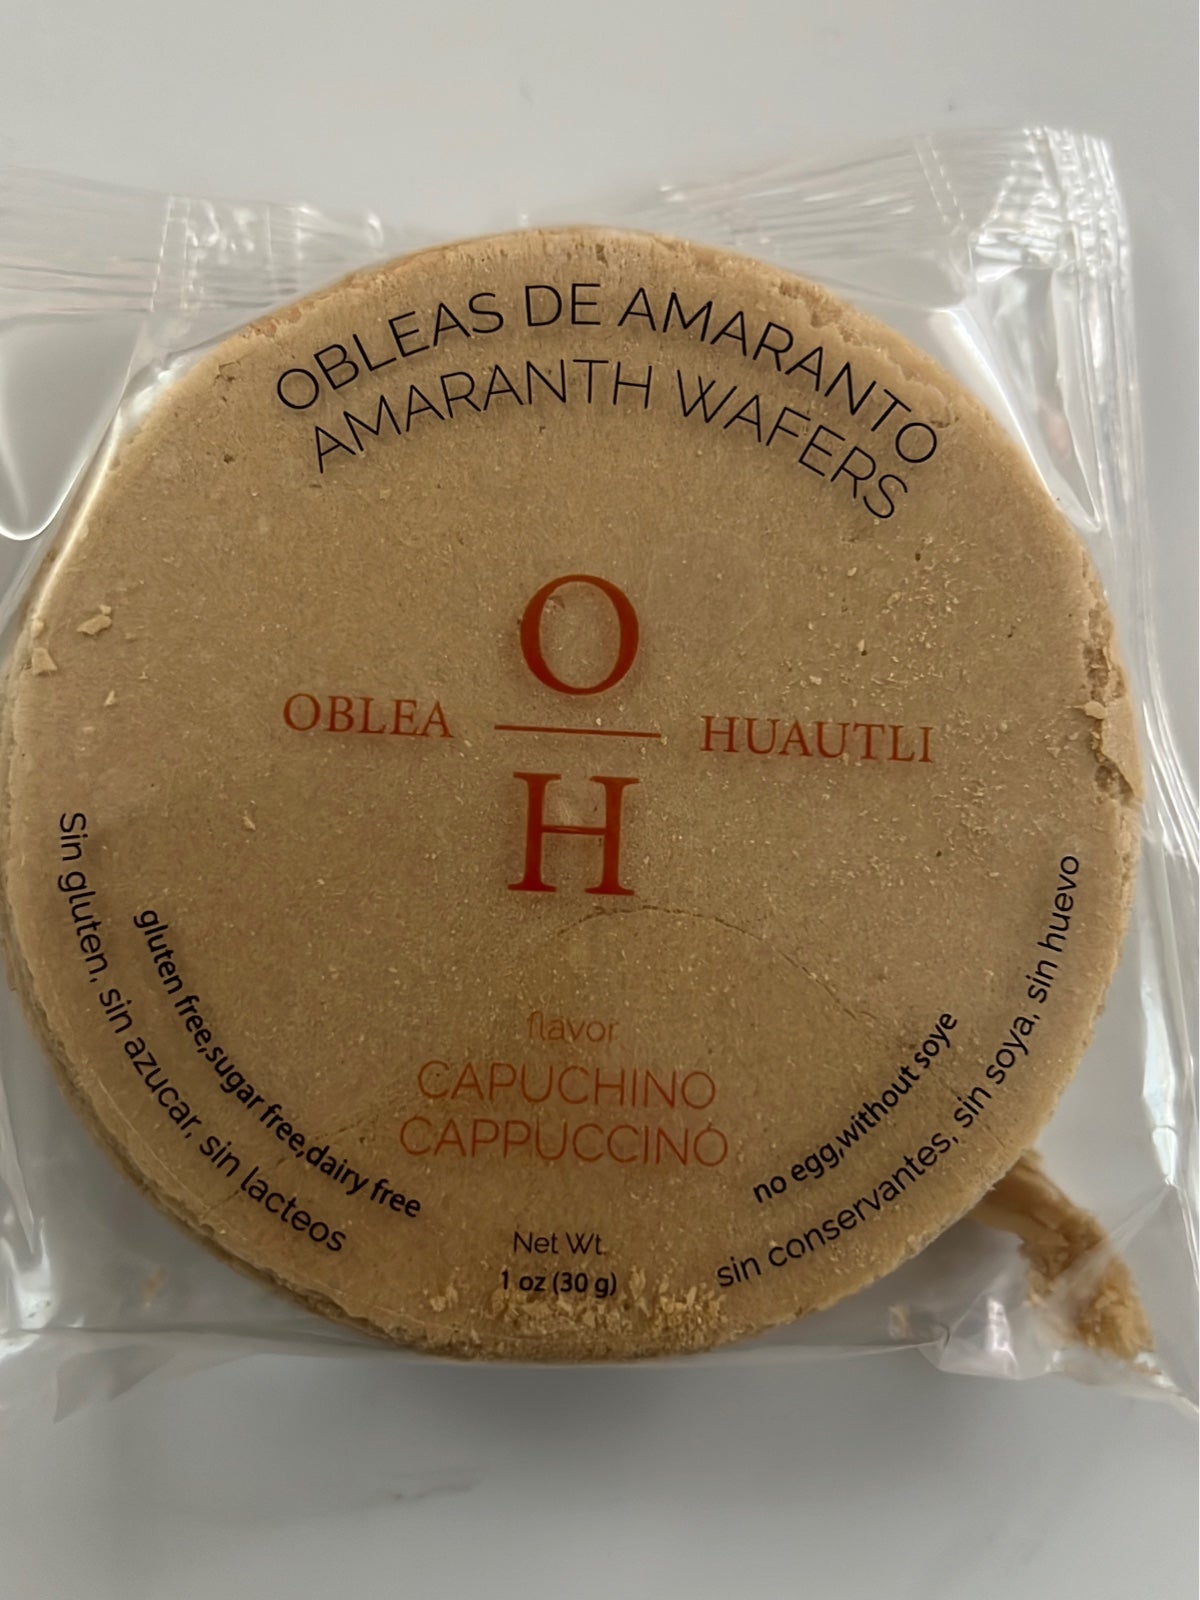 OBLEAS DE AMARANTO
AMARANTH WAFERS
O
OBLEA
HUAUTLI
H
flavor
CAPUCHINO
CAPPUCCINO
Sin gluten, sin azucar, sin lacteos
gluten free,sugar free,dairy free
no egg,without soye
sin conservantes, sin soya, sin huevo
Net Wt.
1 oz (30 g)